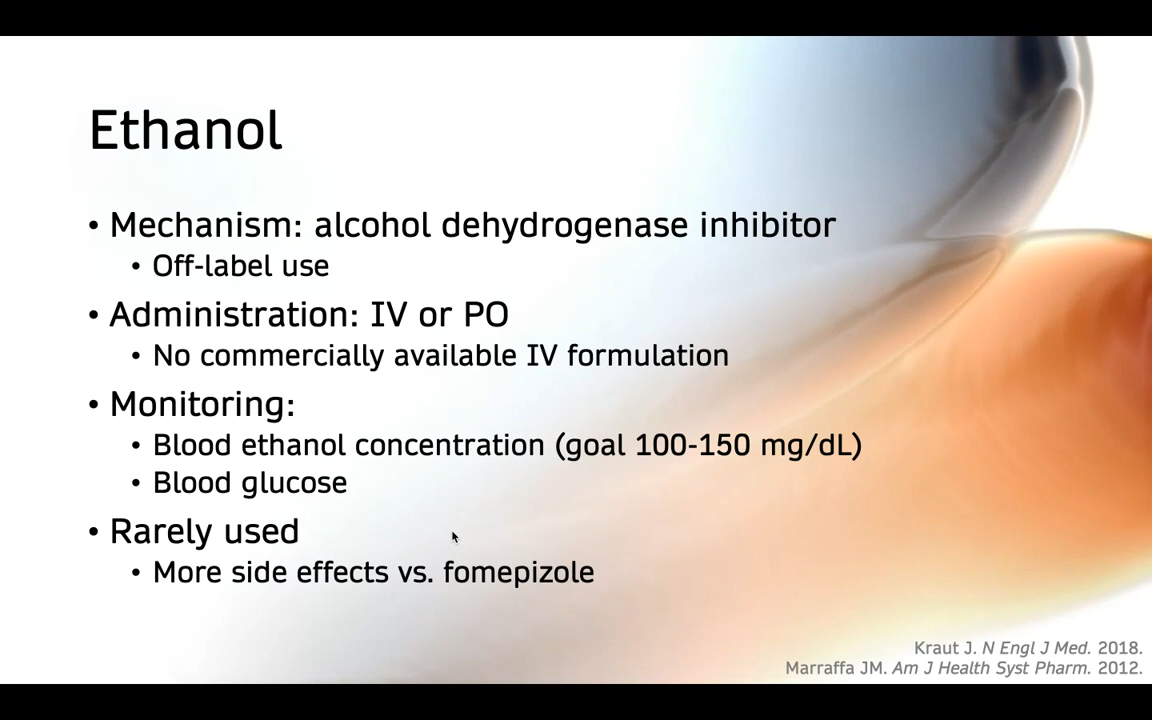 Ethanol
• Mechanism: alcohol dehydrogenase inhibitor
• Off-label use
• Administration: IV or PO
• No commercially available IV formulation
• Monitoring:
• Blood ethanol concentration (goal 100-150 mg/dL)
• Blood glucose
• Rarely used
• More side effects vs. fomepizole
Kraut J. N Engl J Med. 2018.
Marraffa JM. Am J Health Syst Pharm. 2012.